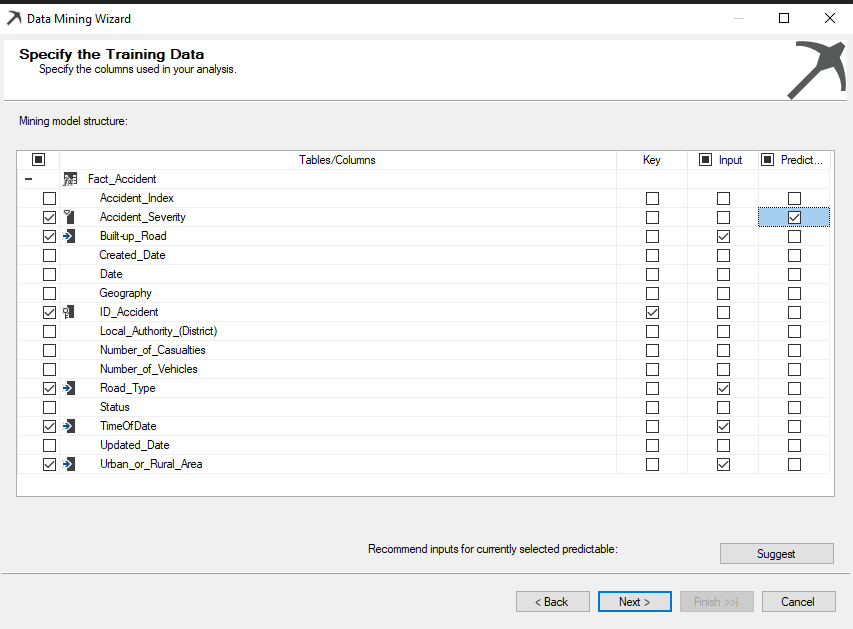 Data Mining Wizard
Specify the Training Data
Specify the columns used in your analysis.
Mining model structure:
Tables/Columns Key Input Predict...
Fact_Accident
Accident_Index
Accident_Severity
Built-up_Road
Created_Date
Date
Geography
ID_Accident
Local_Authority_(District)
Number_of_Casualties
Number_of_Vehicles
Road_Type
Status
TimeOfDate
Updated_Date
Urban_or_Rural_Area
Recommend inputs for currently selected predictable:
Suggest
< Back Next > Finish >>| Cancel